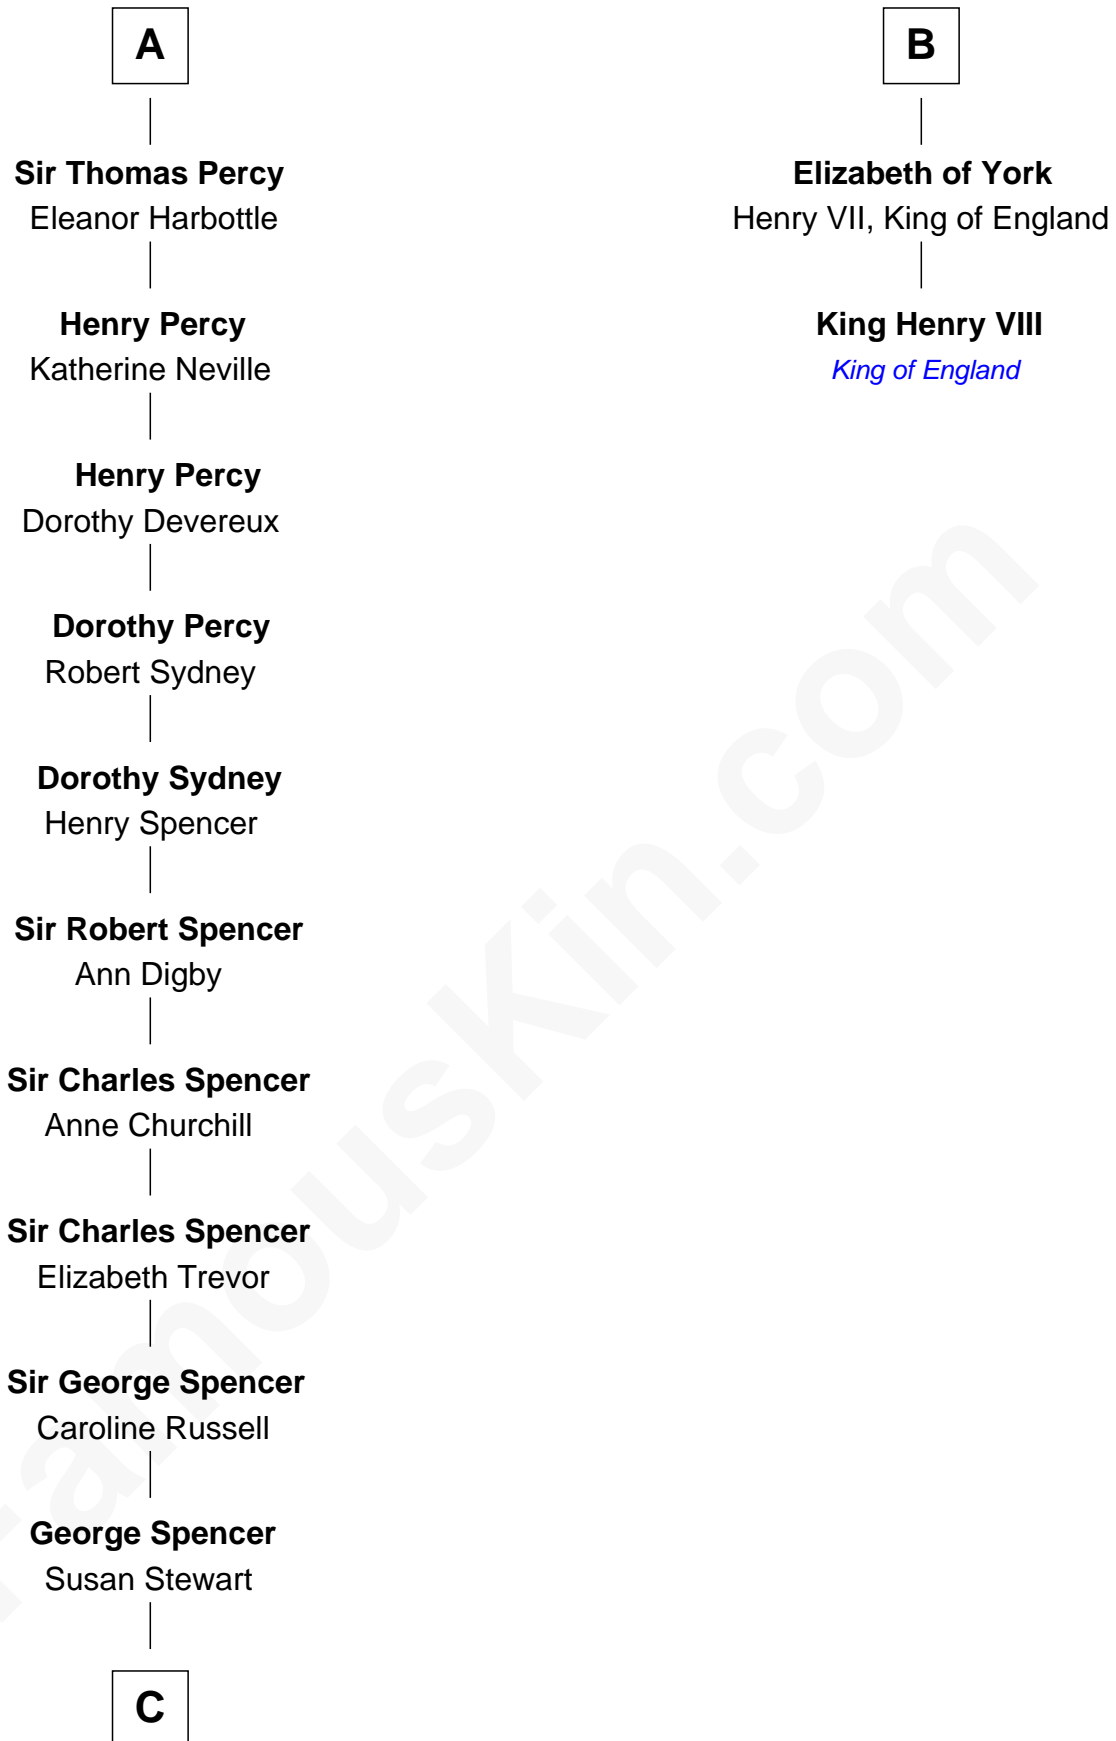 A
Sir Thomas Percy
Eleanor Harbottle
Henry Percy
Katherine Neville
Henry Percy
Dorothy Devereux
Dorothy Percy
Robert Sydney
Dorothy Sydney
Henry Spencer
Sir Robert Spencer
Ann Digby
Sir Charles Spencer
Anne Churchill
Sir Charles Spencer
Elizabeth Trevor
Sir George Spencer
Caroline Russell
George Spencer
Susan Stewart
C
B
Elizabeth of York
Henry VII, King of England
King Henry VIII
King of England
FamousKin.com